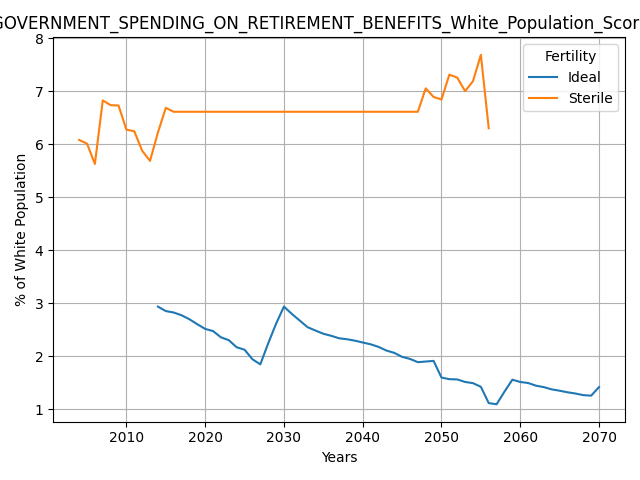 GOVERNMENT_SPENDING_ON_RETIREMENT_BENEFITS_White_Population_Scor
8
7
6
5
4
3
2
1
% of White Population
Fertility
Ideal
Sterile
2010 2020 2030 2040 2050 2060 2070
Years